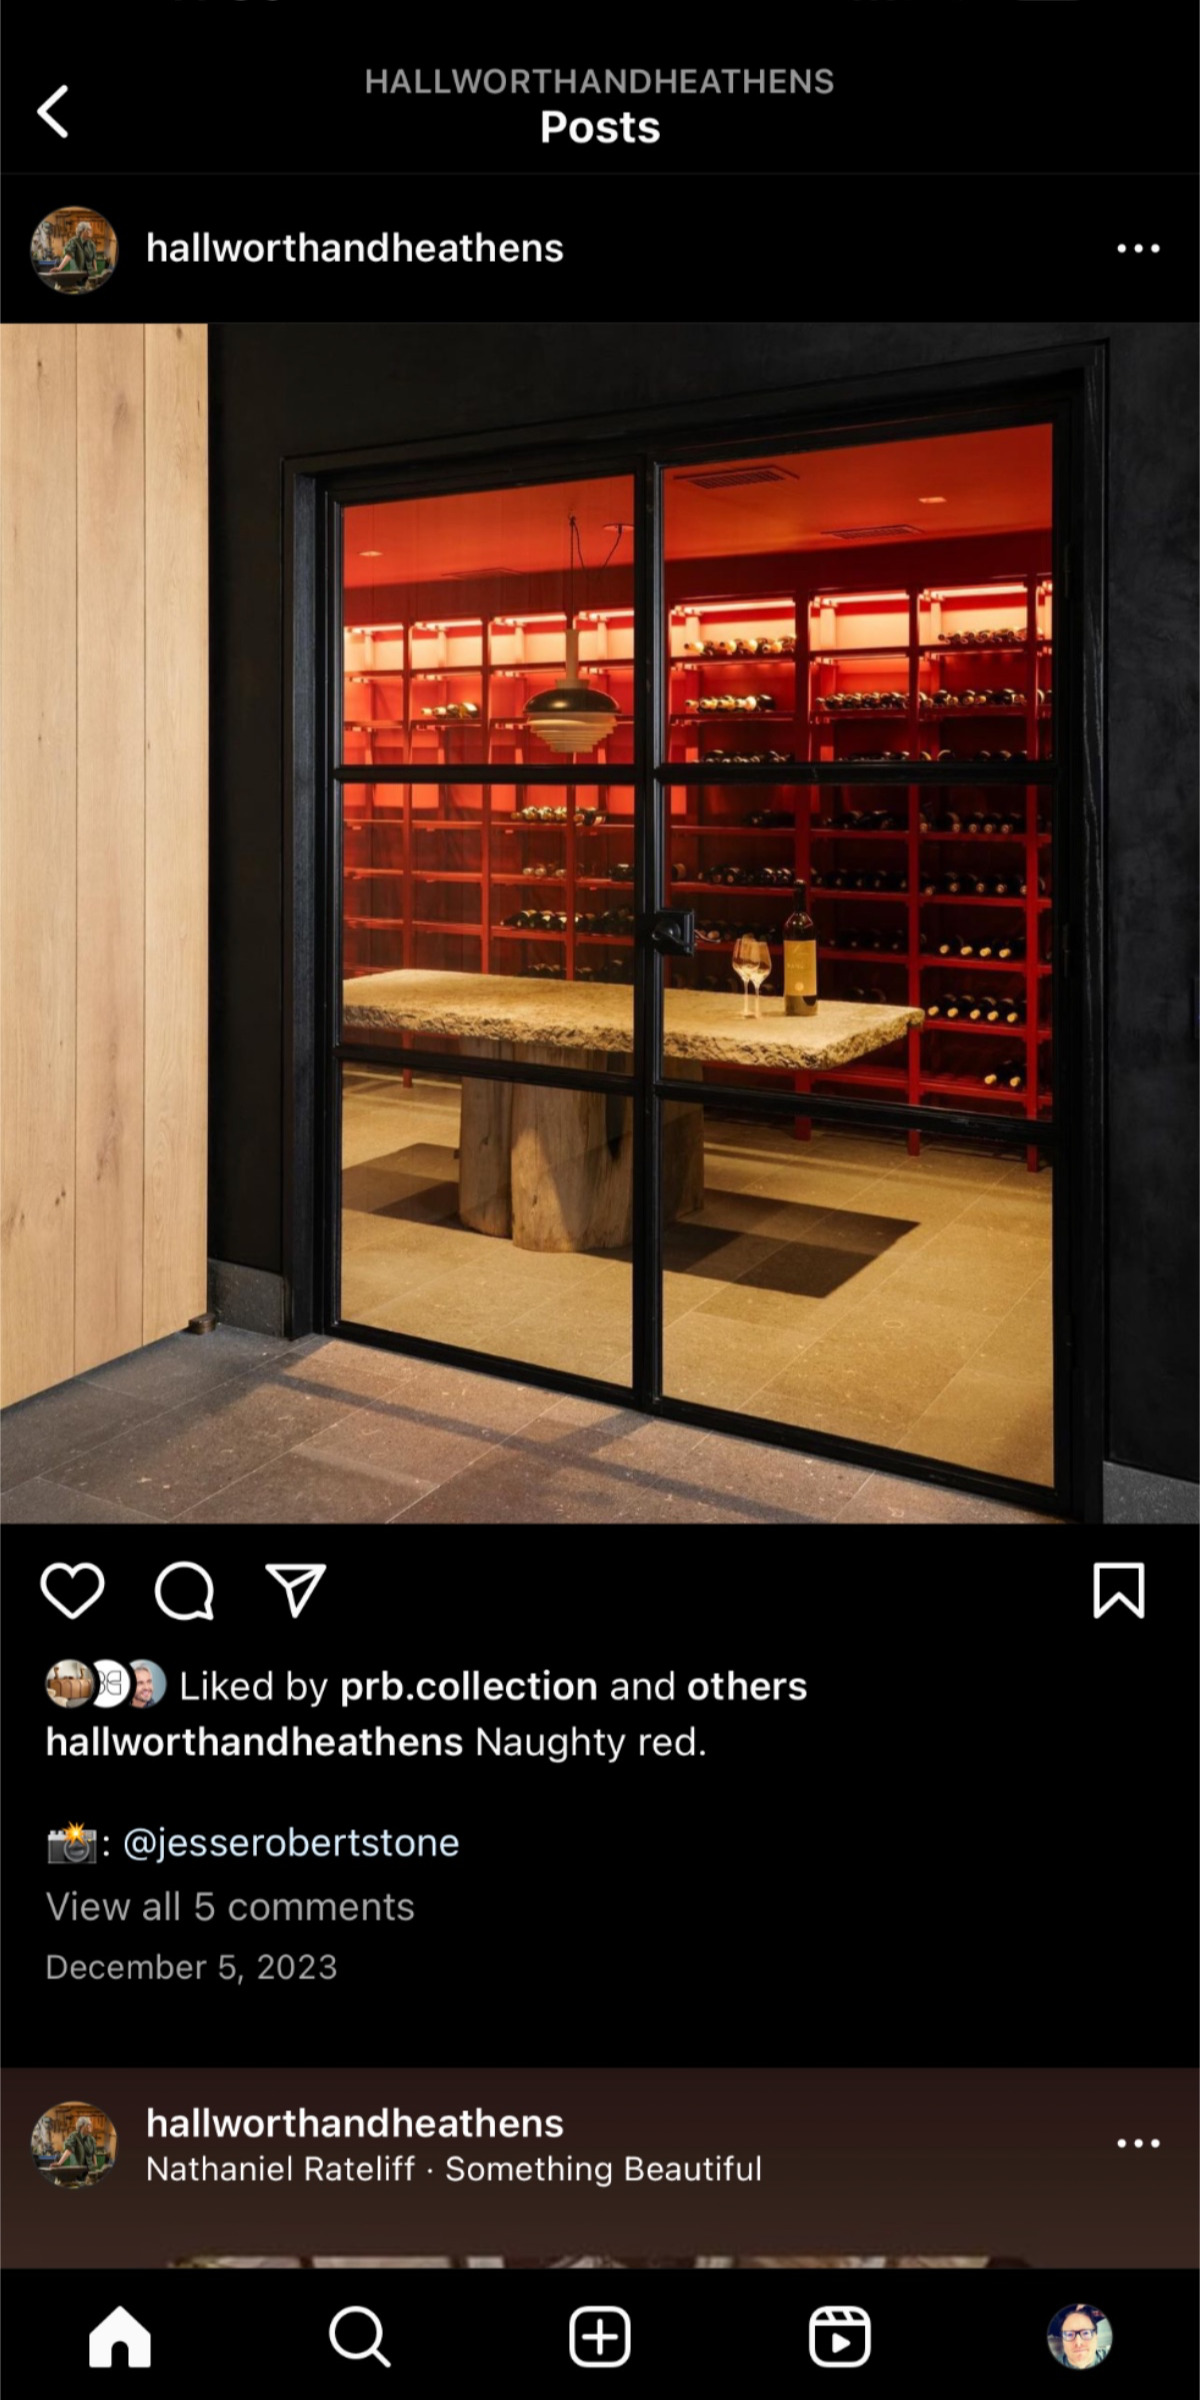 HALLWORTHANDHEATHENS
Posts
hallworthandheathens
Liked by prb.collection and others
hallworthandheathens Naughty red.
📸: @jesserobertstone
View all 5 comments
December 5, 2023
hallworthandheathens
Nathaniel Rateliff · Something Beautiful